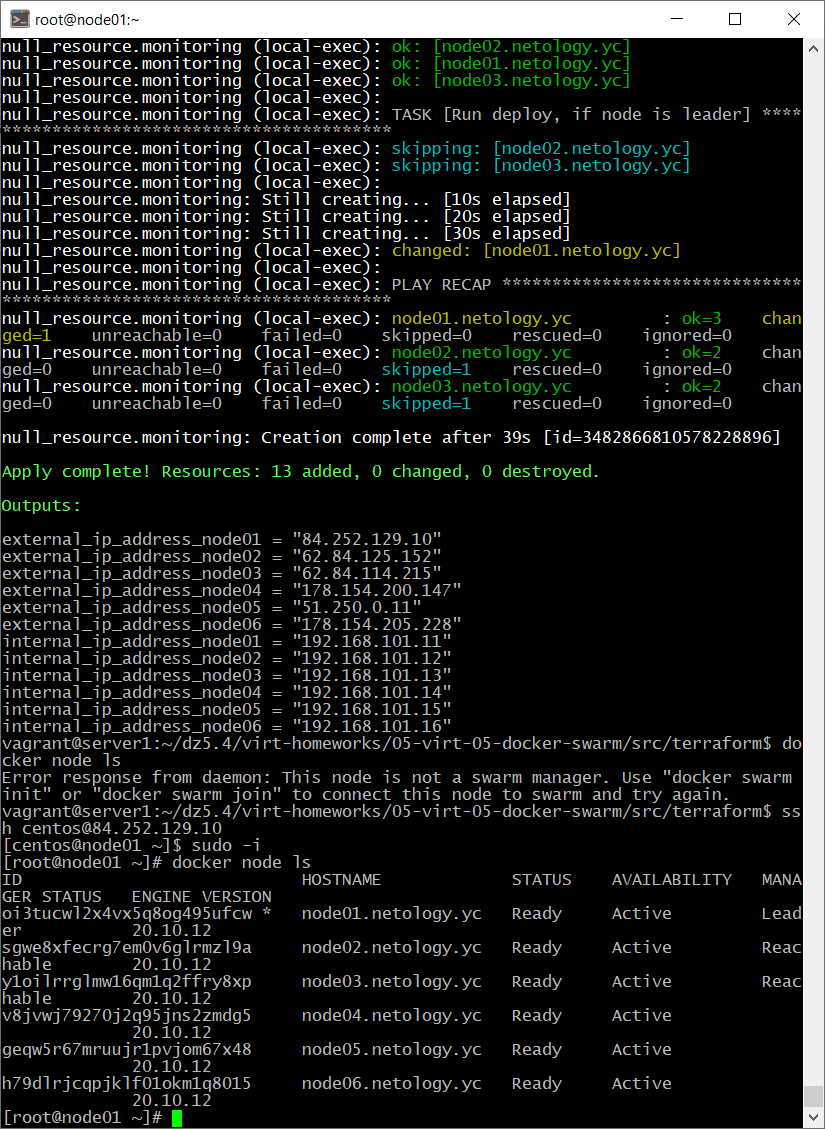 root@node01:~
null_resource.monitoring (local-exec): ok: [node02.netology.yc]
null_resource.monitoring (local-exec): ok: [node01.netology.yc]
null_resource.monitoring (local-exec): ok: [node03.netology.yc]
null_resource.monitoring (local-exec):
null_resource.monitoring (local-exec): TASK [Run deploy, if node is leader] ****
***************************************
null_resource.monitoring (local-exec): skipping: [node02.netology.yc]
null_resource.monitoring (local-exec): skipping: [node03.netology.yc]
null_resource.monitoring (local-exec):
null_resource.monitoring: Still creating... [10s elapsed]
null_resource.monitoring: Still creating... [20s elapsed]
null_resource.monitoring: Still creating... [30s elapsed]
null_resource.monitoring (local-exec): changed: [node01.netology.yc]
null_resource.monitoring (local-exec):
null_resource.monitoring (local-exec): PLAY RECAP ******************************
***************************************
null_resource.monitoring (local-exec): node01.netology.yc         : ok=3    chan
ged=1    unreachable=0    failed=0    skipped=0    rescued=0    ignored=0
null_resource.monitoring (local-exec): node02.netology.yc         : ok=2    chan
ged=0    unreachable=0    failed=0    skipped=1    rescued=0    ignored=0
null_resource.monitoring (local-exec): node03.netology.yc         : ok=2    chan
ged=0    unreachable=0    failed=0    skipped=1    rescued=0    ignored=0
null_resource.monitoring: Creation complete after 39s [id=3482866810578228896]
Apply complete! Resources: 13 added, 0 changed, 0 destroyed.
Outputs:
external_ip_address_node01 = "84.252.129.10"
external_ip_address_node02 = "62.84.125.152"
external_ip_address_node03 = "62.84.114.215"
external_ip_address_node04 = "178.154.200.147"
external_ip_address_node05 = "51.250.0.11"
external_ip_address_node06 = "178.154.205.228"
internal_ip_address_node01 = "192.168.101.11"
internal_ip_address_node02 = "192.168.101.12"
internal_ip_address_node03 = "192.168.101.13"
internal_ip_address_node04 = "192.168.101.14"
internal_ip_address_node05 = "192.168.101.15"
internal_ip_address_node06 = "192.168.101.16"
vagrant@server1:~/dz5.4/virt-homeworks/05-virt-05-docker-swarm/src/terraform$ do
cker node ls
Error response from daemon: This node is not a swarm manager. Use "docker swarm
init" or "docker swarm join" to connect this node to swarm and try again.
vagrant@server1:~/dz5.4/virt-homeworks/05-virt-05-docker-swarm/src/terraform$ ss
h centos@84.252.129.10
[centos@node01 ~]$ sudo -i
[root@node01 ~]# docker node ls
ID                            HOSTNAME             STATUS    AVAILABILITY   MANA
GER STATUS   ENGINE VERSION
oi3tucwl2x4vx5q8og495ufcw *   node01.netology.yc   Ready     Active         Lead
er           20.10.12
sgwe8xfecrg7em0v6glrmzl9a     node02.netology.yc   Ready     Active         Reac
hable        20.10.12
y1oilrrglmw16qm1q2ffry8xp     node03.netology.yc   Ready     Active         Reac
hable        20.10.12
v8jvwj79270j2q95jns2zmdg5     node04.netology.yc   Ready     Active
             20.10.12
geqw5r67mruujr1pvjom67x48     node05.netology.yc   Ready     Active
             20.10.12
h79dlrjcqpjklf01okm1q8015     node06.netology.yc   Ready     Active
             20.10.12
[root@node01 ~]#